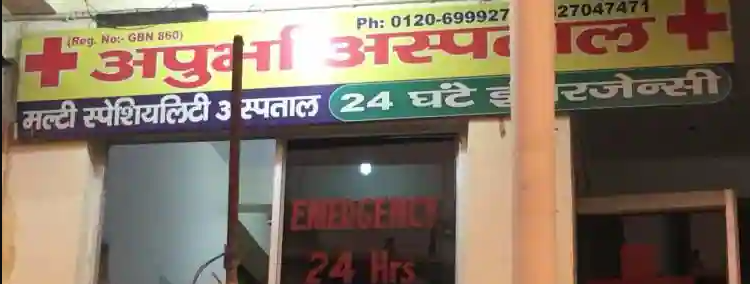 (Reg. No:- GBN 860)
Ph: 0120-699927 27047471
अपुर्भा अस्पताल
मल्टी स्पेशियलिटी अस्पताल
24 घंटे
EMERGENCY
24 Hrs